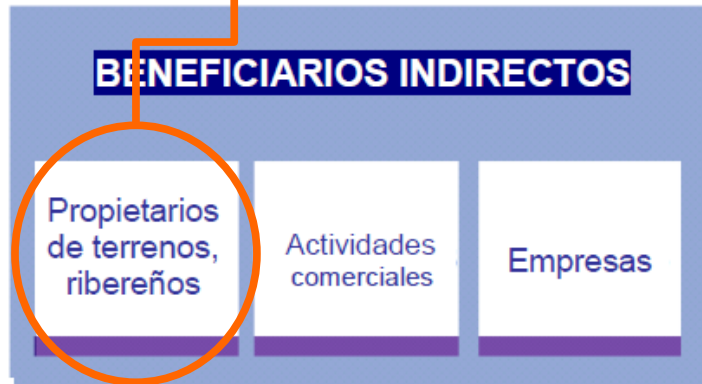 BENEFICIARIOS INDIRECTOS
Propietarios
de terrenos,
ribereños
Actividades
comerciales
Empresas